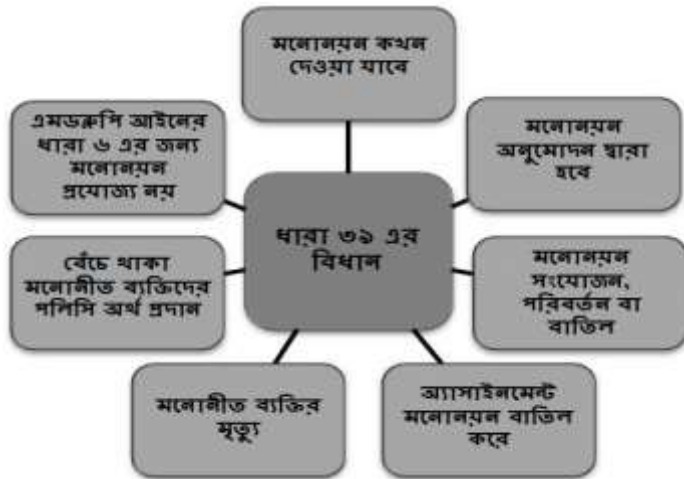 মনোনয়ন কখন
দেওয়া যাবে
মনোনয়ন
অনুমোদন দ্বারা
হবে
মনোনয়ন
সংযোজন,
পরিবর্তন বা
বাতিল
অ্যাসাইনমেন্ট
মনোনয়ন বাতিল
করে
মনোনীত ব্যক্তির
মৃত্যু
বেঁচে থাকা
মনোনীত ব্যক্তিদের
পলিসি অর্থ প্রদান
এমডব্লুপি আইনের
ধারা ৬ এর জন্য
মনোনয়ন
প্রযোজ্য নয়
ধারা ৩৯ এর
বিধান